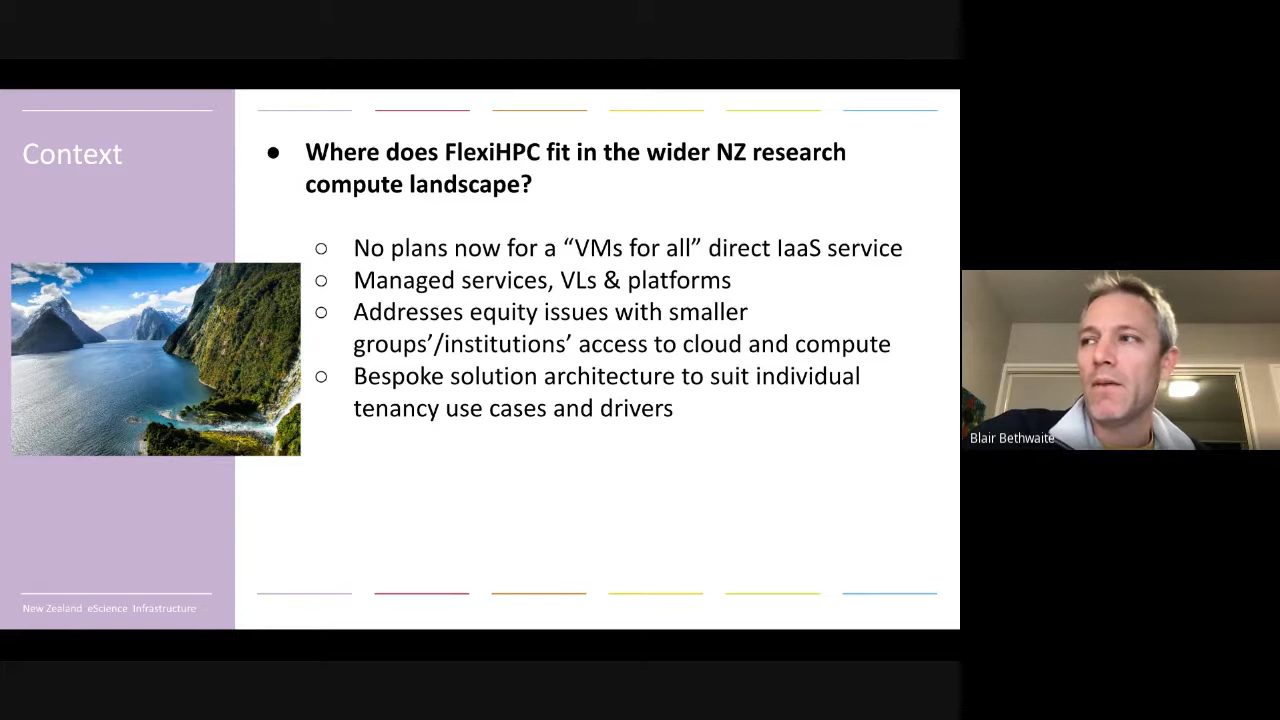 Context
● Where does FlexiHPC fit in the wider NZ research
compute landscape?
○ No plans now for a “VMs for all” direct IaaS service
○ Managed services, VLs & platforms
○ Addresses equity issues with smaller
groups’/institutions’ access to cloud and compute
○ Bespoke solution architecture to suit individual
tenancy use cases and drivers
New Zealand eScience Infrastructure
Blair Bethwaite